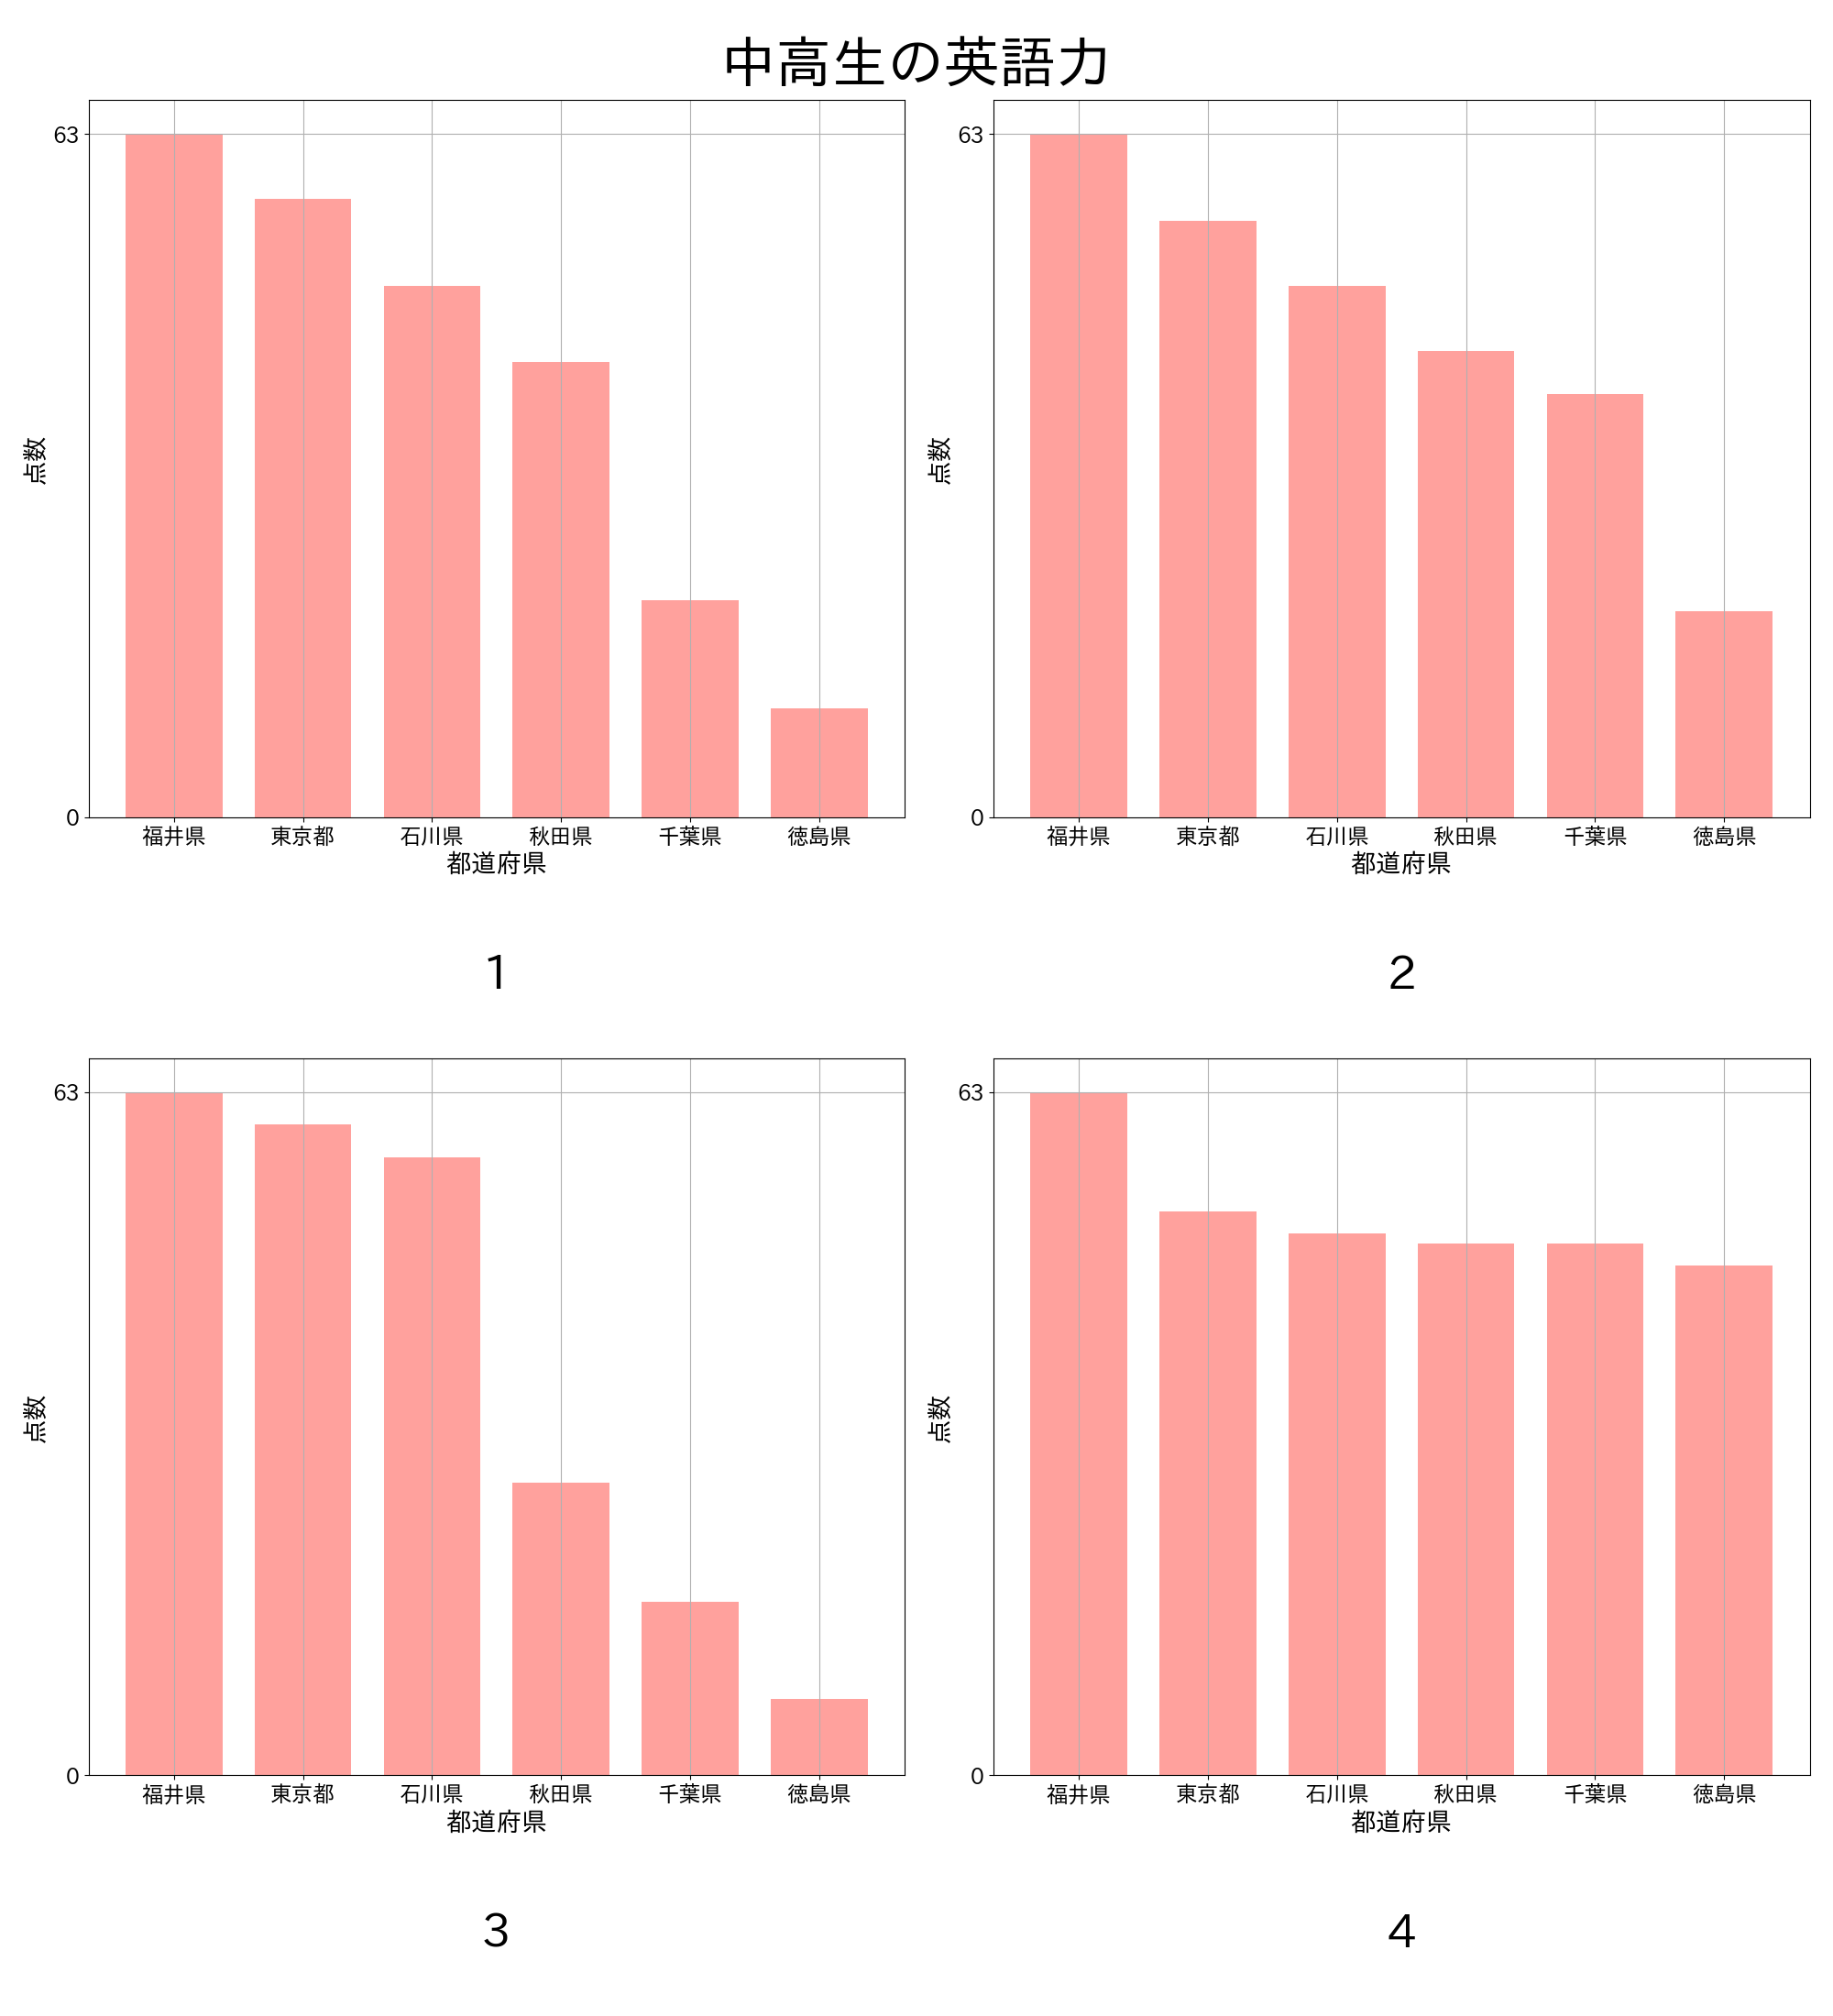 中高生の英語力
63
0
点数
福井県 東京都 石川県 秋田県 千葉県 徳島県
都道府県
1
63
0
点数
福井県 東京都 石川県 秋田県 千葉県 徳島県
都道府県
2
63
0
点数
福井県 東京都 石川県 秋田県 千葉県 徳島県
都道府県
3
63
0
点数
福井県 東京都 石川県 秋田県 千葉県 徳島県
都道府県
4